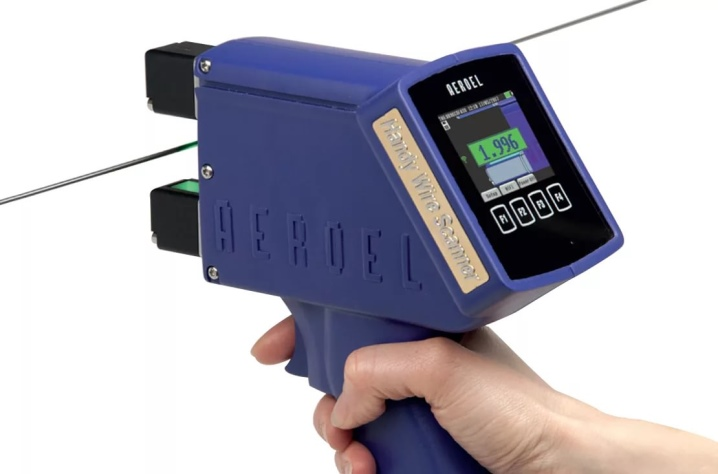 AEROEL
1.996
F1 F2 F3 F4
Handy Wire Scanner
AEROEL